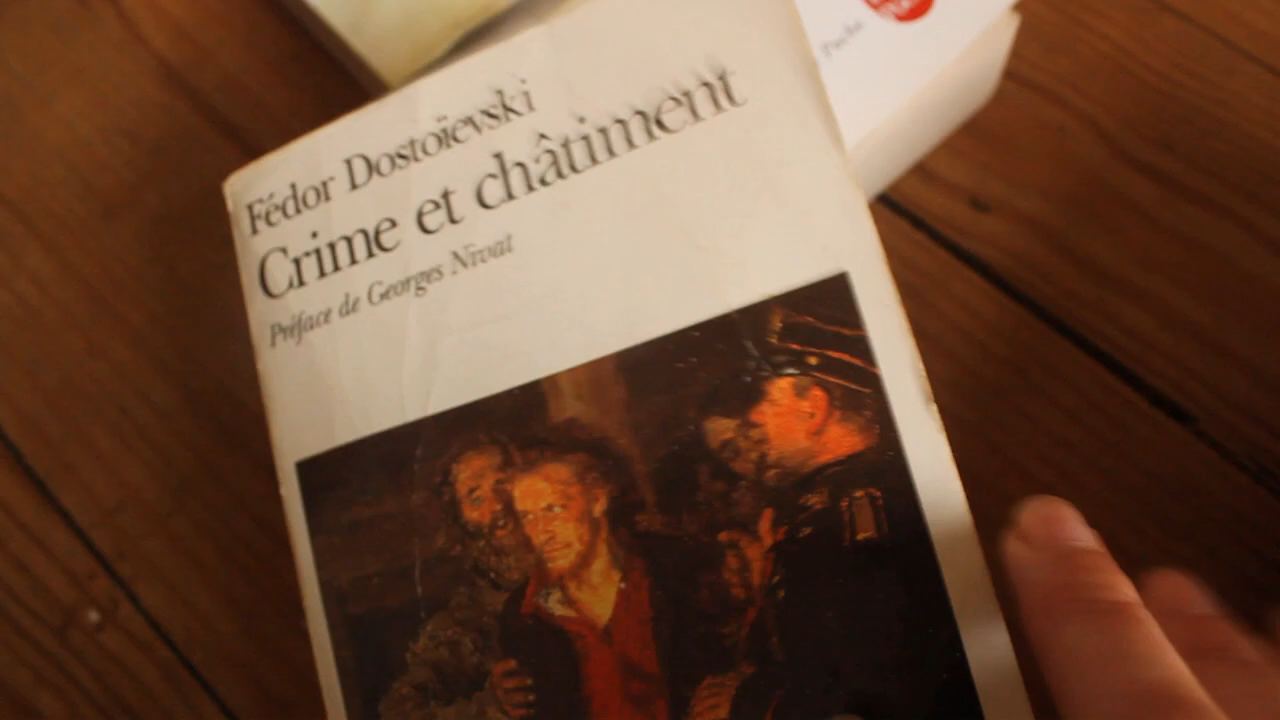 Fédor Dostoïevski
Crime et châtiment
Préface de Georges Nivat